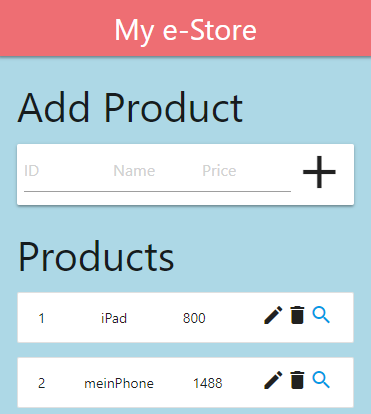 My e-Store
Add Product
ID Name Price
Products
1 iPad 800
2 meinPhone 1488